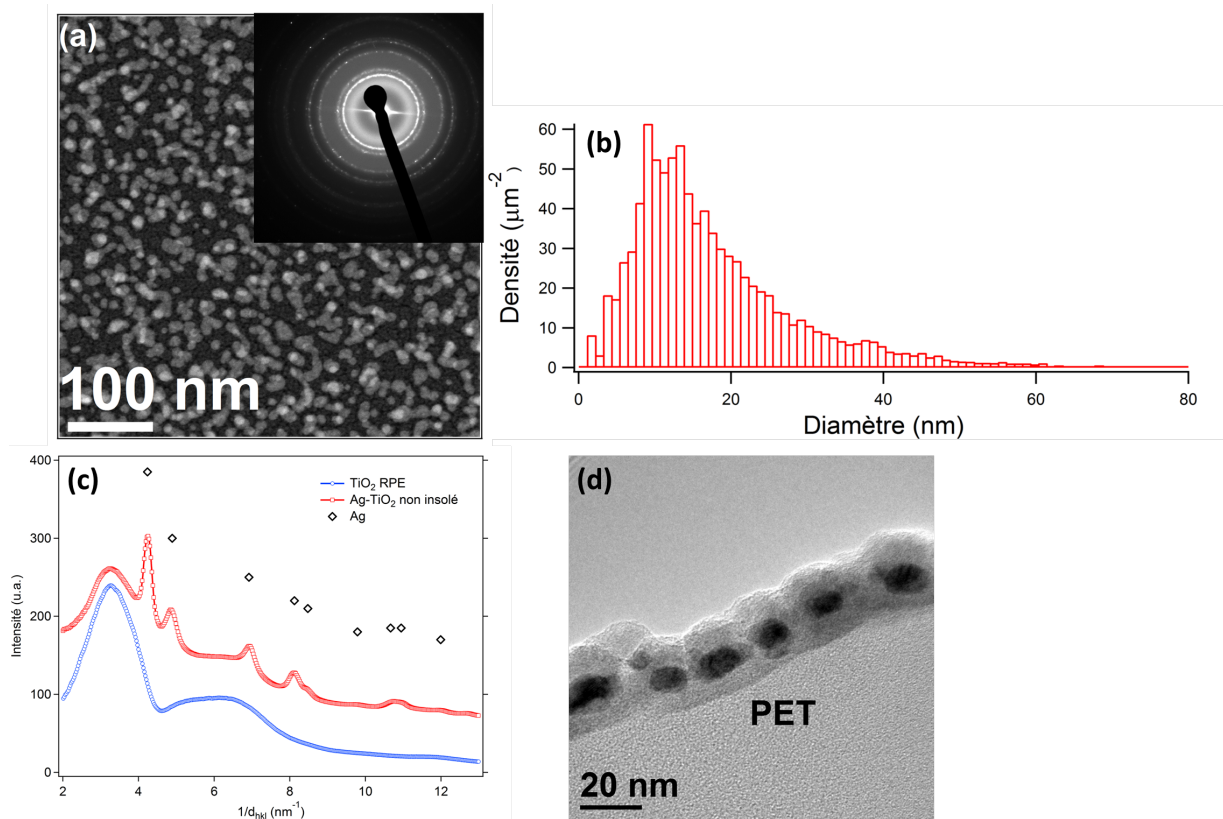 (a)
100 nm
(b)
Densité (µm⁻²)
60
50
40
30
20
10
0
0 20 40 60 80
Diamètre (nm)
(c)
Intensité (u.a.)
400
300
200
100
0
TiO₂ RPE
Ag-TiO₂ non insolé
Ag
2 4 6 8 10 12
1/d_hkl (nm⁻¹)
(d)
PET
20 nm